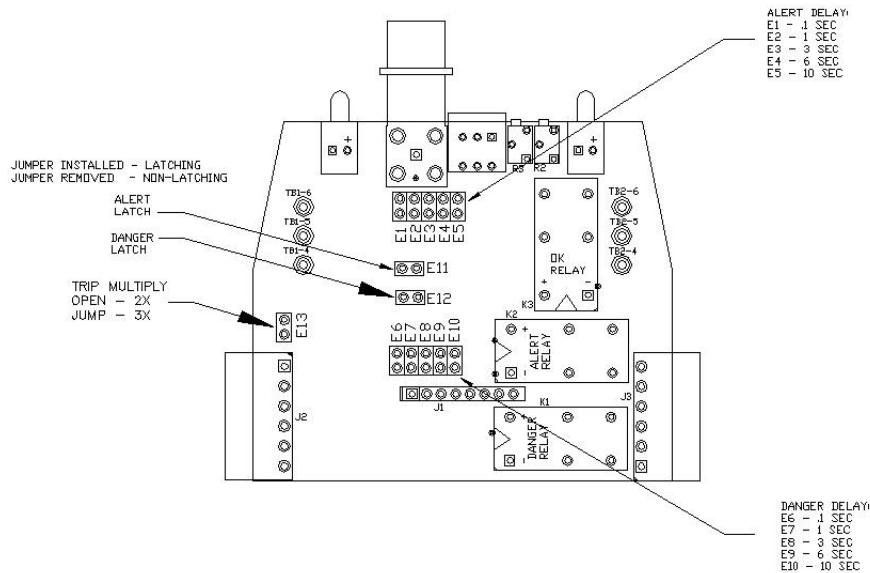 ALERT DELAY:
E1 - .1 SEC
E2 - 1 SEC
E3 - 3 SEC
E4 - 6 SEC
E5 - 10 SEC
JUMPER INSTALLED - LATCHING
JUMPER REMOVED - NON-LATCHING
ALERT
LATCH
DANGER
LATCH
TRIP MULTIPLY
OPEN - 2X
JUMP - 3X
R3
R2
TB1-6
TB1-5
TB1-4
TB2-6
TB2-5
TB2-4
E1
E2
E3
E4
E5
E11
E12
E13
OK
RELAY
+
-
K3
E6
E7
E8
E9
E10
K2
+
ALERT
RELAY
-
J1
J2
J3
K1
+
DANGER
RELAY
-
+
+
DANGER DELAY:
E6 - .1 SEC
E7 - 1 SEC
E8 - 3 SEC
E9 - 6 SEC
E10 - 10 SEC